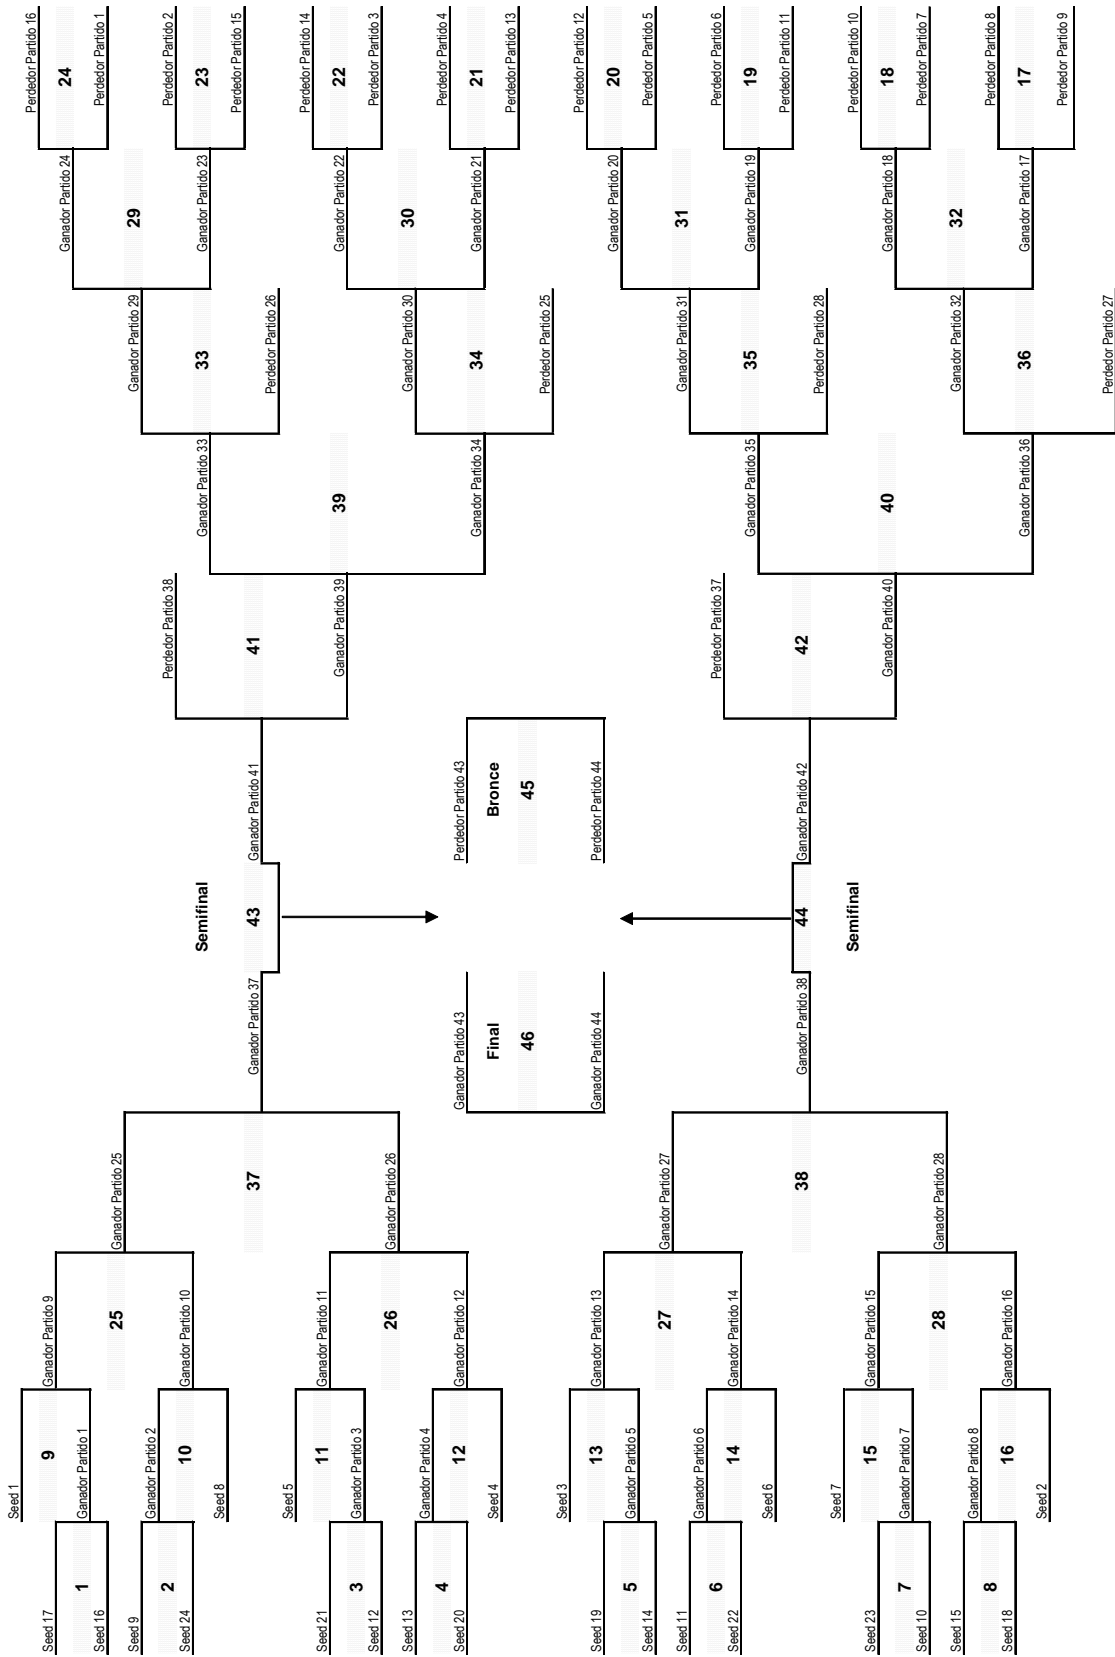 Seed 17
1
Seed 16
Seed 9
2
Seed 24
Seed 21
3
Seed 12
Seed 13
4
Seed 20
Seed 19
5
Seed 14
Seed 11
6
Seed 22
Seed 23
7
Seed 10
Seed 15
8
Seed 18
Seed 1
9
Ganador Partido 1
Ganador Partido 2
10
Seed 8
Seed 5
11
Ganador Partido 3
Ganador Partido 4
12
Seed 4
Seed 3
13
Ganador Partido 5
Ganador Partido 6
14
Seed 6
Seed 7
15
Ganador Partido 7
Ganador Partido 8
16
Seed 2
Ganador Partido 9
25
Ganador Partido 10
Ganador Partido 11
26
Ganador Partido 12
Ganador Partido 13
27
Ganador Partido 14
Ganador Partido 15
28
Ganador Partido 16
Ganador Partido 25
37
Ganador Partido 26
Ganador Partido 27
38
Ganador Partido 28
Ganador Partido 37
Ganador Partido 43
Final
46
Ganador Partido 44
Ganador Partido 38
Semifinal
43
44
Semifinal
Ganador Partido 41
Perdedor Partido 43
Bronce
45
Perdedor Partido 44
Ganador Partido 42
Perdedor Partido 38
41
Ganador Partido 39
Perdedor Partido 37
42
Ganador Partido 40
Ganador Partido 33
39
Ganador Partido 34
Ganador Partido 35
40
Ganador Partido 36
Ganador Partido 29
33
Perdedor Partido 26
Ganador Partido 30
34
Perdedor Partido 25
Ganador Partido 31
35
Perdedor Partido 28
Ganador Partido 32
36
Perdedor Partido 27
Ganador Partido 24
29
Ganador Partido 23
Ganador Partido 22
30
Ganador Partido 21
Ganador Partido 20
31
Ganador Partido 19
Ganador Partido 18
32
Ganador Partido 17
Perdedor Partido 16
24
Perdedor Partido 1
Perdedor Partido 2
23
Perdedor Partido 15
Perdedor Partido 14
22
Perdedor Partido 3
Perdedor Partido 4
21
Perdedor Partido 13
Perdedor Partido 12
20
Perdedor Partido 5
Perdedor Partido 6
19
Perdedor Partido 11
Perdedor Partido 10
18
Perdedor Partido 7
Perdedor Partido 8
17
Perdedor Partido 9